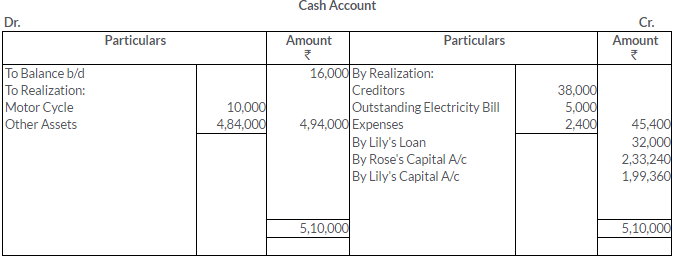 Cash Account
Dr. Cr.
Particulars Amount Particulars Amount
₹ ₹
To Balance b/d 16,000 By Realization:
To Realization: Creditors 38,000
Motor Cycle 10,000 Outstanding Electricity Bill 5,000
Other Assets 4,84,000 4,94,000 Expenses 2,400 45,400
By Lily's Loan 32,000
By Rose's Capital A/c 2,33,240
By Lily's Capital A/c 1,99,360
5,10,000 5,10,000